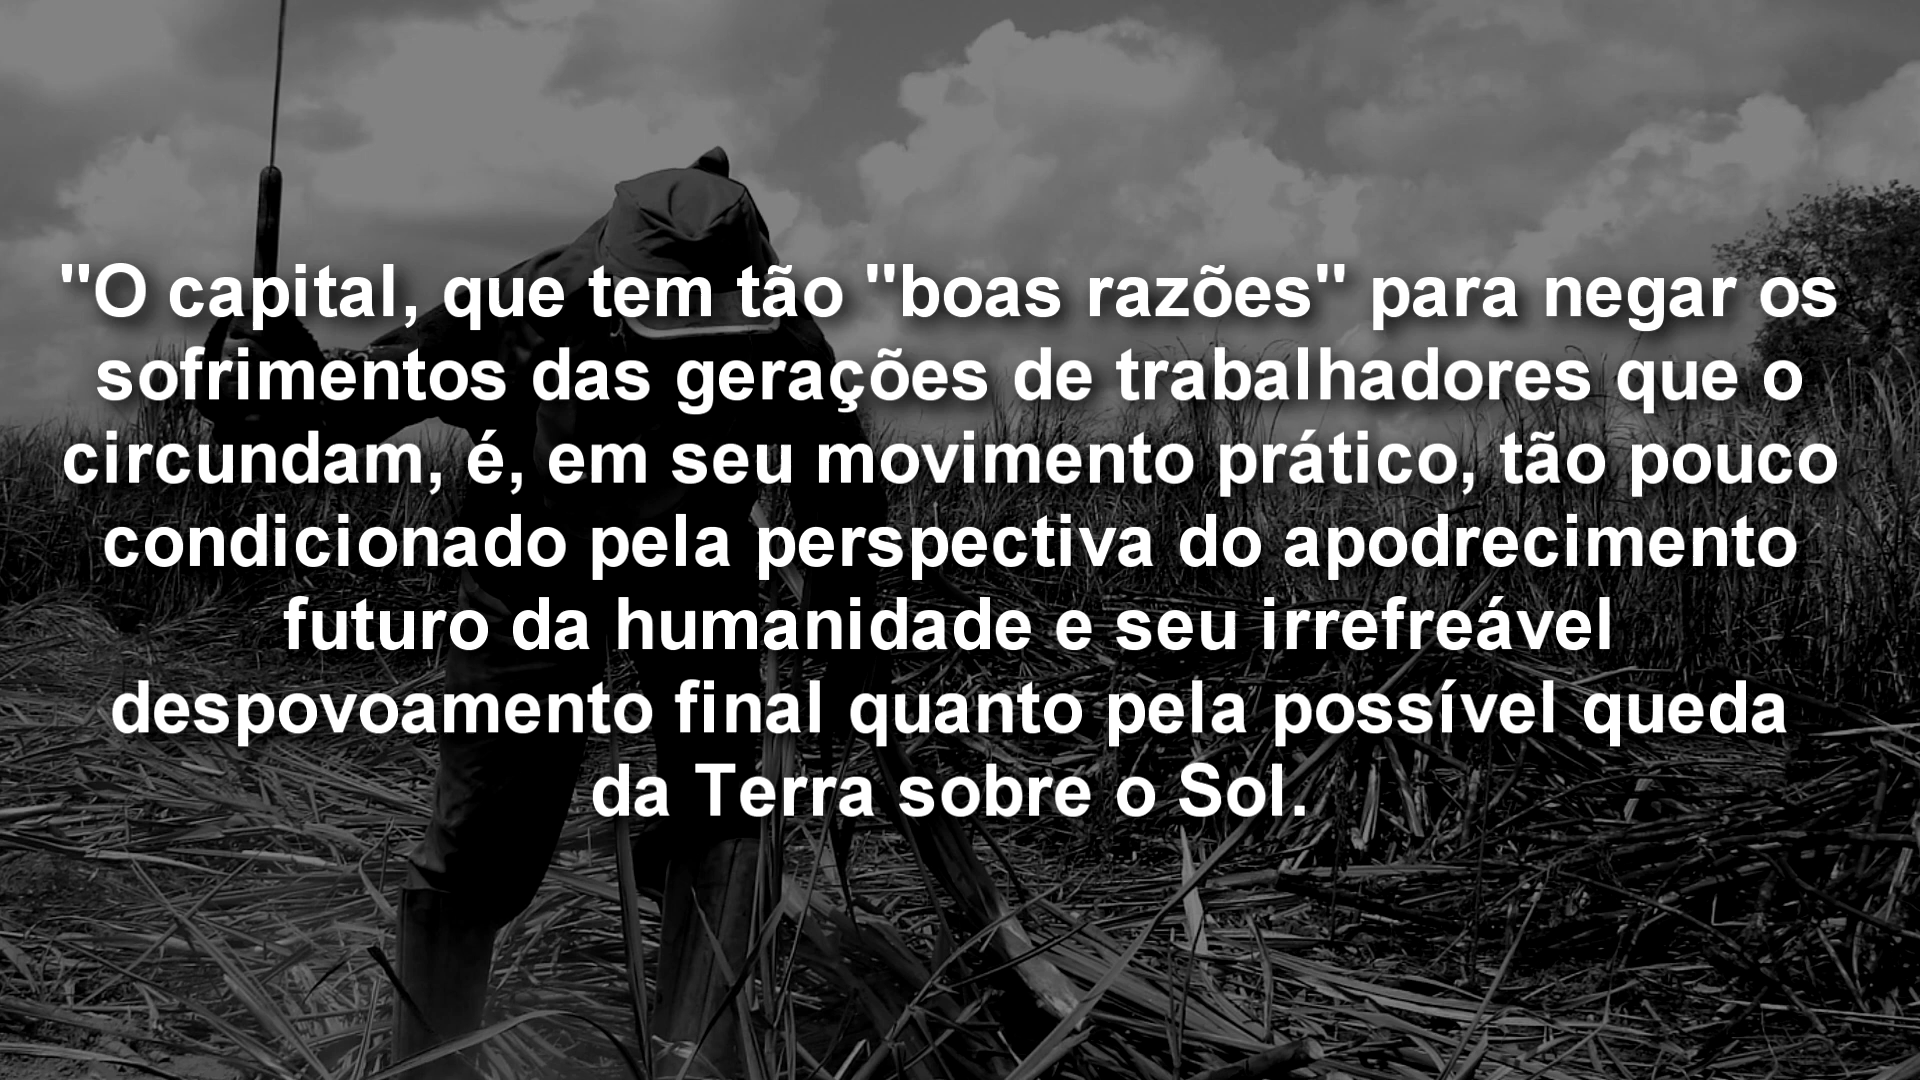 "O capital, que tem tão "boas razões" para negar os
sofrimentos das gerações de trabalhadores que o
circundam, é, em seu movimento prático, tão pouco
condicionado pela perspectiva do apodrecimento
futuro da humanidade e seu irrefreável
despovoamento final quanto pela possível queda
da Terra sobre o Sol.